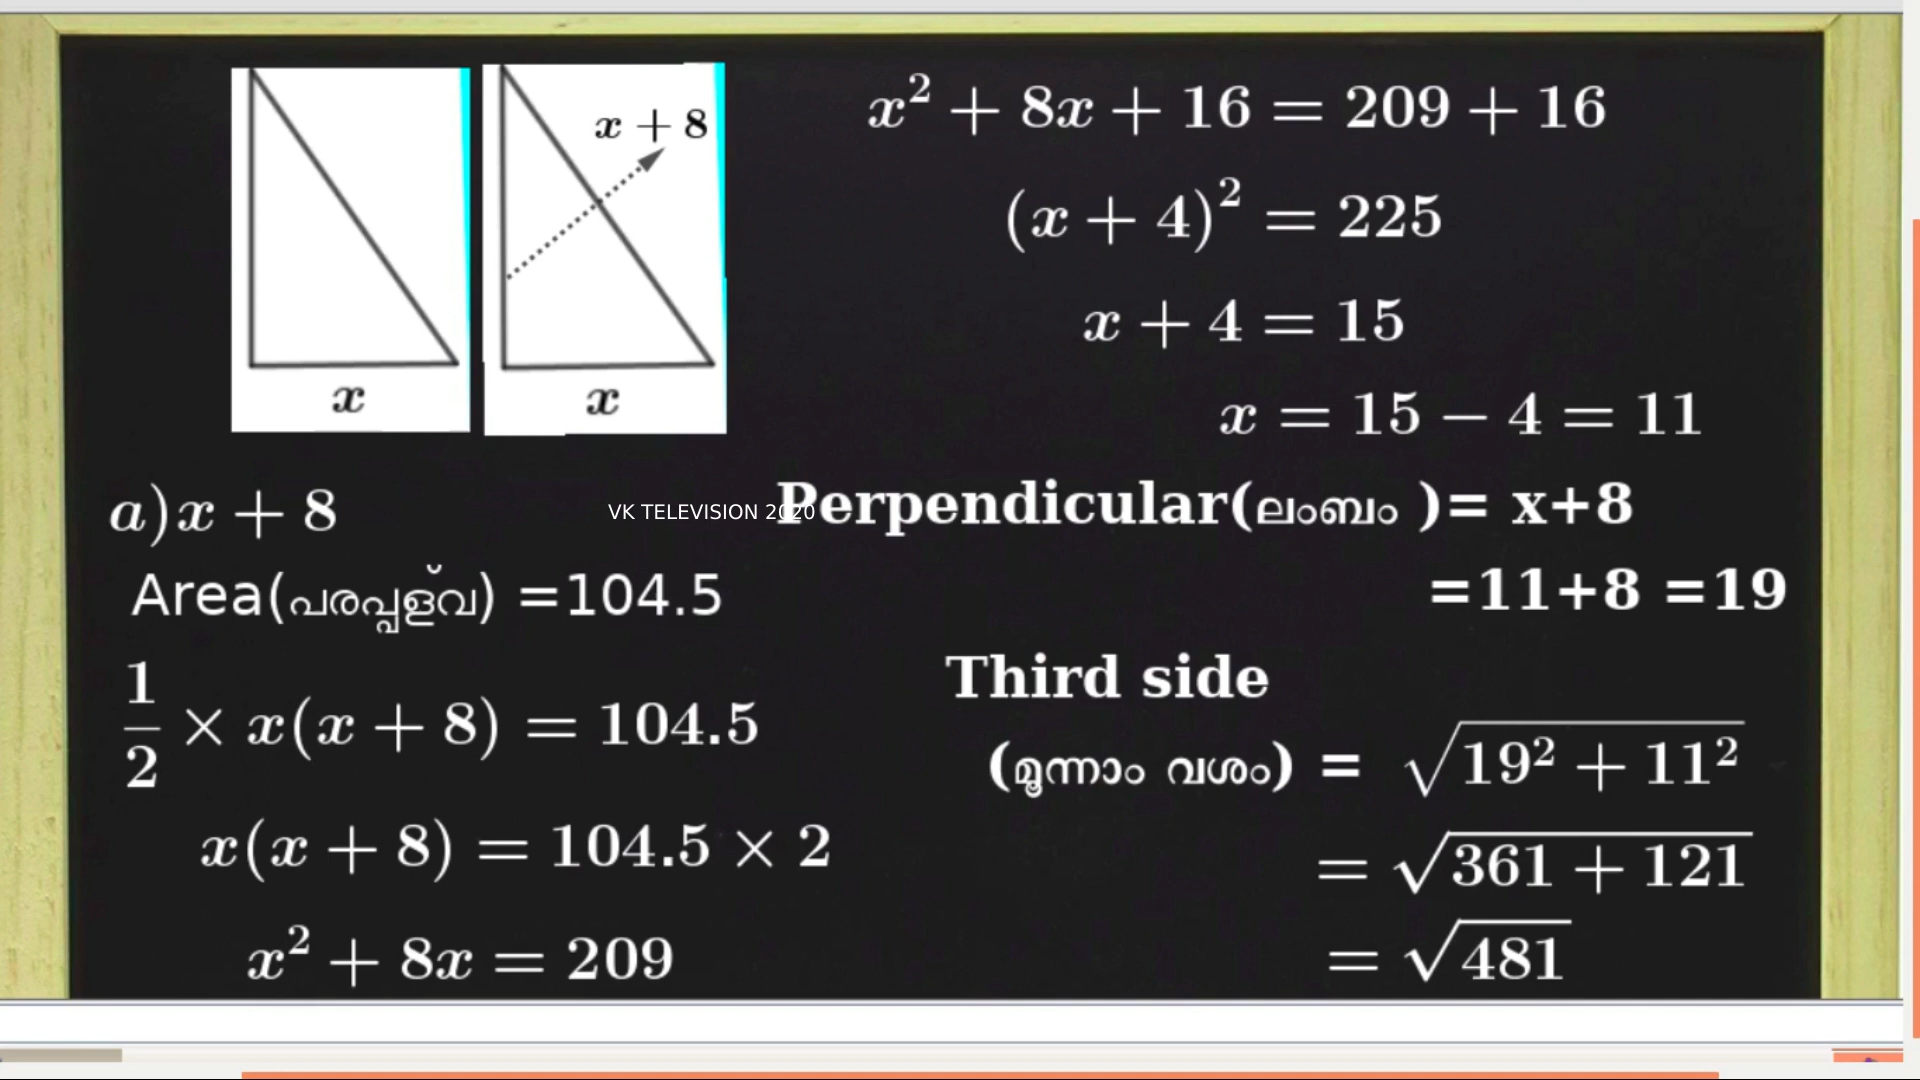 x
x + 8
x
a)x + 8
Area(പരപ്പളവ്) =104.5
1/2 × x(x + 8) = 104.5
x(x + 8) = 104.5 × 2
x² + 8x = 209
x² + 8x + 16 = 209 + 16
(x + 4)² = 225
x + 4 = 15
x = 15 − 4 = 11
VK TELEVISION 2020
Perpendicular(ലംബം )= x+8
=11+8 =19
Third side
(മൂന്നാം വശം) = √(19² + 11²)
= √(361 + 121)
= √481